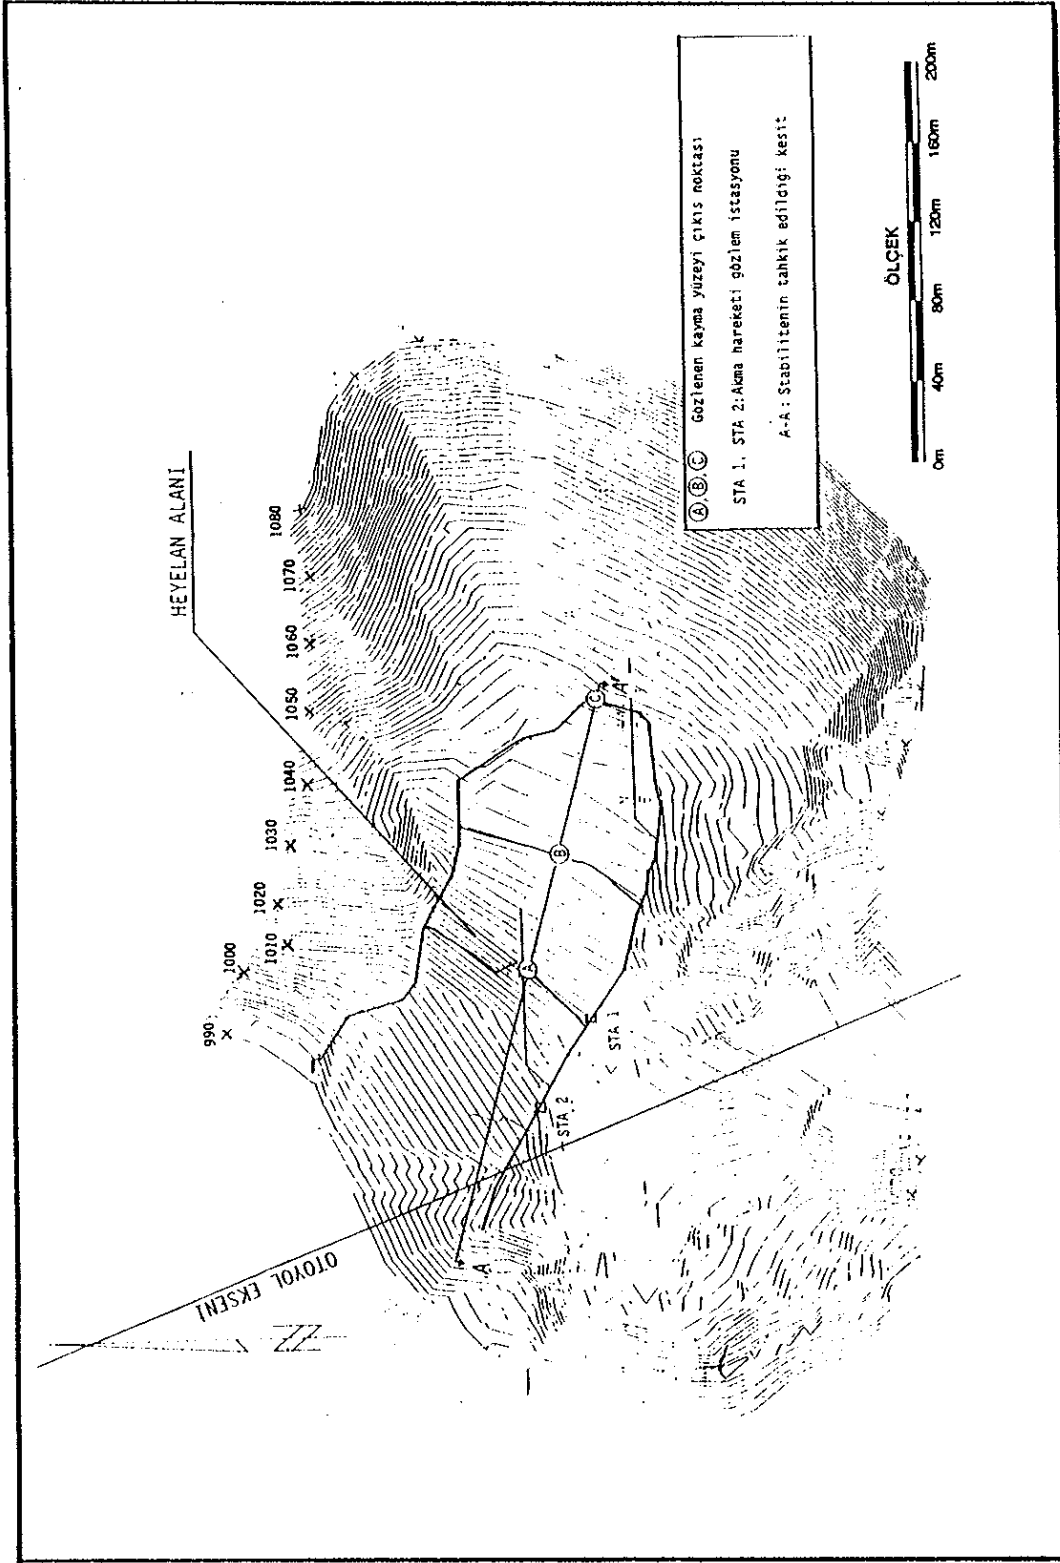 HEYELAN ALANI
990
1000
1010
1020
1030
1040
1050
1060
1070
1080
OTOYOL EKSENİ
A
STA 2
STA 1
A
B
C
A'
Ⓐ,Ⓑ,Ⓒ Gözlenen kayma yüzeyi çıkıs noktası
STA 1. STA 2: Akma hareketi gözlem istasyonu
A-A : Stabilitenin tahkik edildiği kesit
ÖLÇEK
0m 40m 80m 120m 160m 200m